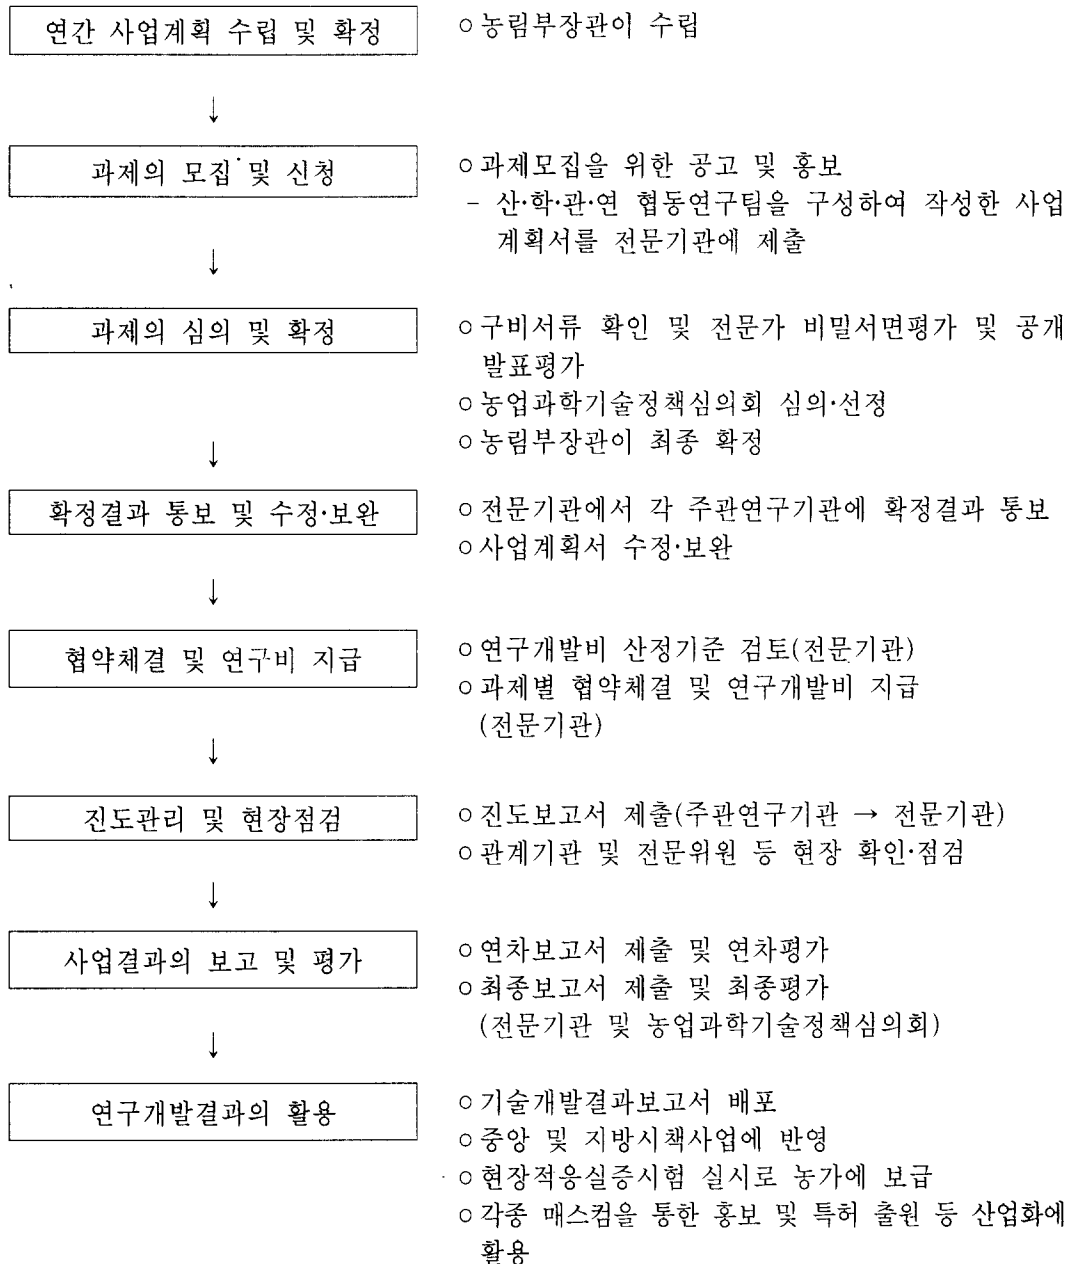 연간 사업계획 수립 및 확정
○농림부장관이 수립
↓
과제의 모집 및 신청
○과제모집을 위한 공고 및 홍보
- 산·학·관·연 협동연구팀을 구성하여 작성한 사업
계획서를 전문기관에 제출
↓
과제의 심의 및 확정
○구비서류 확인 및 전문가 비밀서면평가 및 공개
발표평가
○농업과학기술정책심의회 심의·선정
○농림부장관이 최종 확정
↓
확정결과 통보 및 수정·보완
○전문기관에서 각 주관연구기관에 확정결과 통보
○사업계획서 수정·보완
↓
협약체결 및 연구비 지급
○연구개발비 산정기준 검토(전문기관)
○과제별 협약체결 및 연구개발비 지급
(전문기관)
↓
진도관리 및 현장점검
○진도보고서 제출(주관연구기관 → 전문기관)
○관계기관 및 전문위원 등 현장 확인·점검
↓
사업결과의 보고 및 평가
○연차보고서 제출 및 연차평가
○최종보고서 제출 및 최종평가
(전문기관 및 농업과학기술정책심의회)
↓
연구개발결과의 활용
○기술개발결과보고서 배포
○중앙 및 지방시책사업에 반영
○현장적응실증시험 실시로 농가에 보급
○각종 매스컴을 통한 홍보 및 특허 출원 등 산업화에
활용